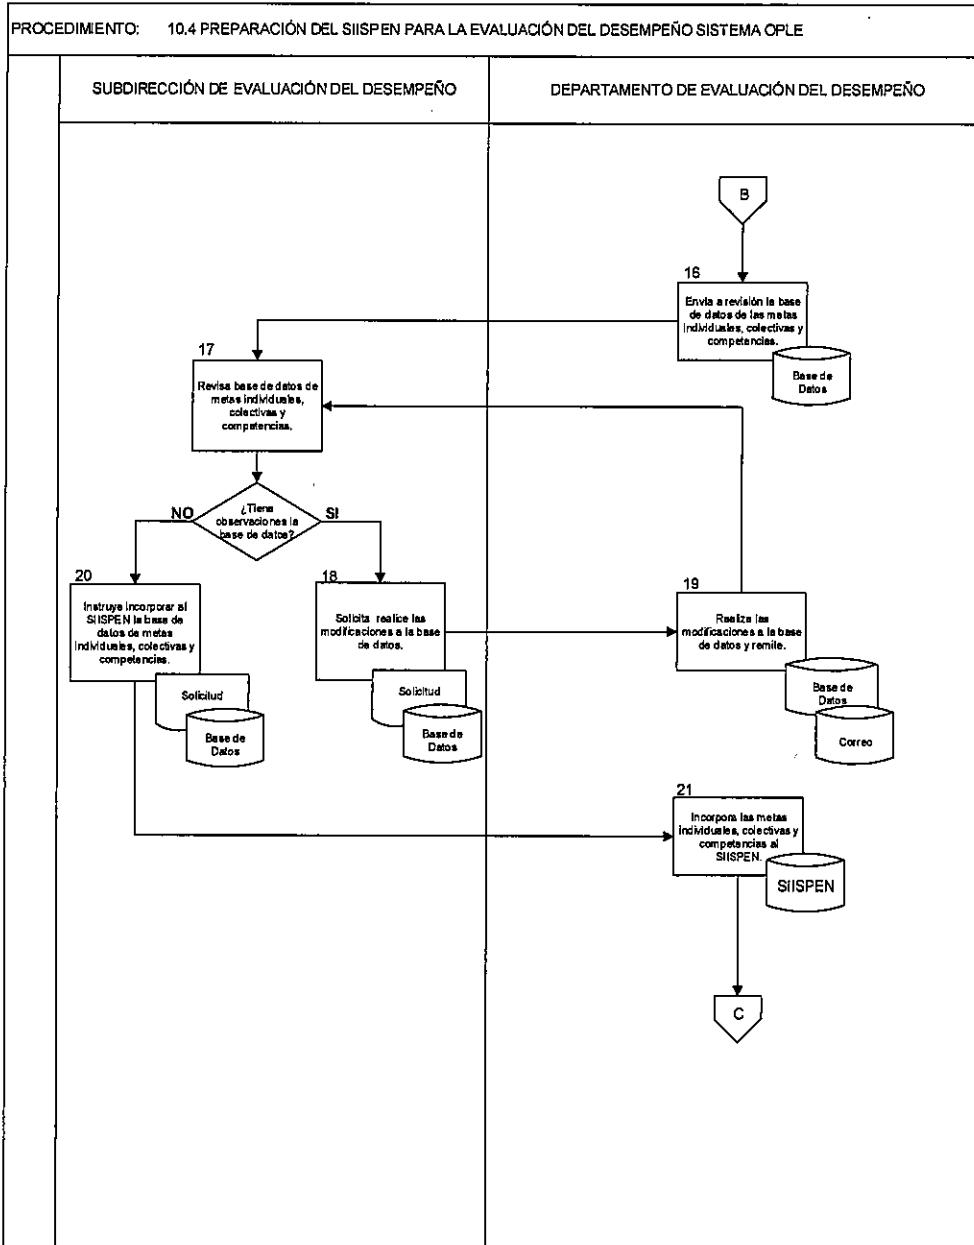 PROCEDIMIENTO: 10.4 PREPARACIÓN DEL SIISPEN PARA LA EVALUACIÓN DEL DESEMPEÑO SISTEMA OPLE
SUBDIRECCIÓN DE EVALUACIÓN DEL DESEMPEÑO
DEPARTAMENTO DE EVALUACIÓN DEL DESEMPEÑO
B
16
Envía a revisión la base
de datos de las metas
individuales, colectivas y
competencias.
Base de
Datos
17
Revisa base de datos de
metas individuales,
colectivas y
competencias.
NO
¿Tiene
observaciones la
base de datos?
SI
20
Instruye incorporar al
SIISPEN la base de
datos de metas
individuales, colectivas y
competencias.
Solicitud
Base de
Datos
18
Solicita realice las
modificaciones a la base
de datos.
Solicitud
Base de
Datos
19
Realiza las
modificaciones a la base
de datos y remite.
Base de
Datos
Correo
21
Incorpora las metas
individuales, colectivas y
competencias al
SIISPEN.
SIISPEN
C